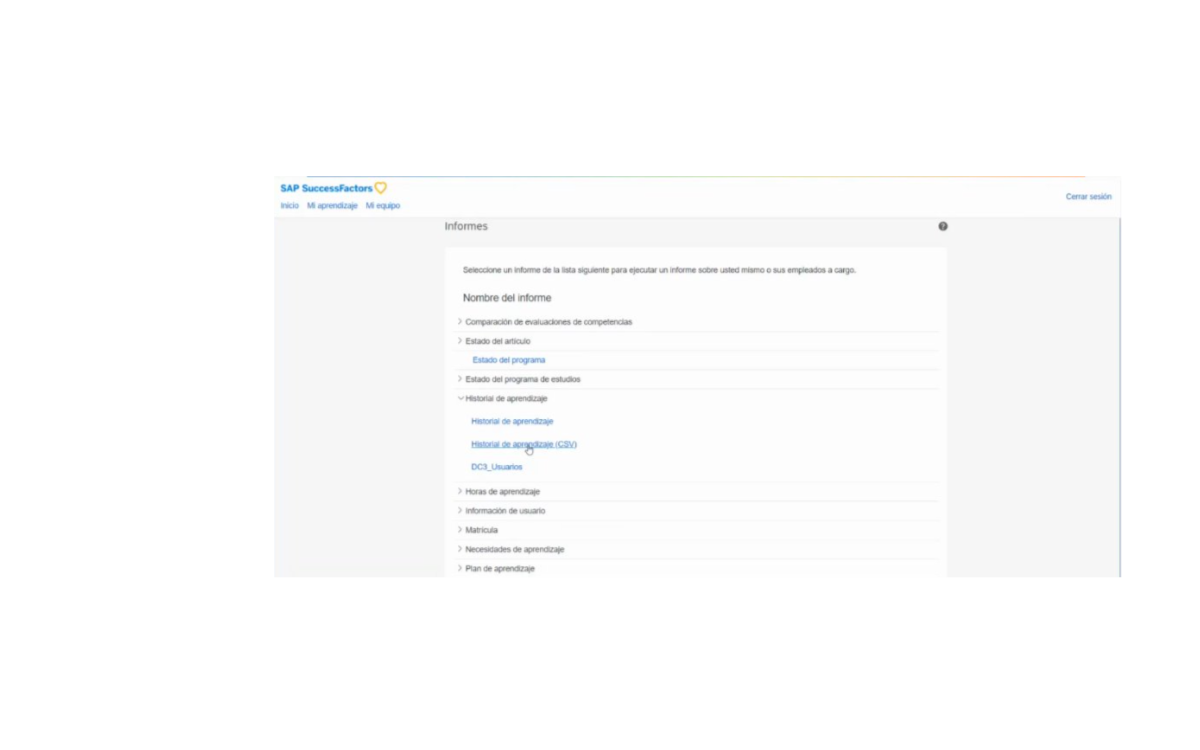 SAP SuccessFactors
Inicio Mi aprendizaje Mi equipo
Cerrar sesión
Informes
Seleccione un informe de la lista siguiente para ejecutar un informe sobre usted mismo o sus empleados a cargo.
Nombre del informe
Comparación de evaluaciones de competencias
Estado del artículo
Estado del programa
Estado del programa de estudios
Historial de aprendizaje
Historial de aprendizaje
Historial de aprendizaje (CSV)
DC3_Usuarios
Horas de aprendizaje
Información de usuario
Matrícula
Necesidades de aprendizaje
Plan de aprendizaje